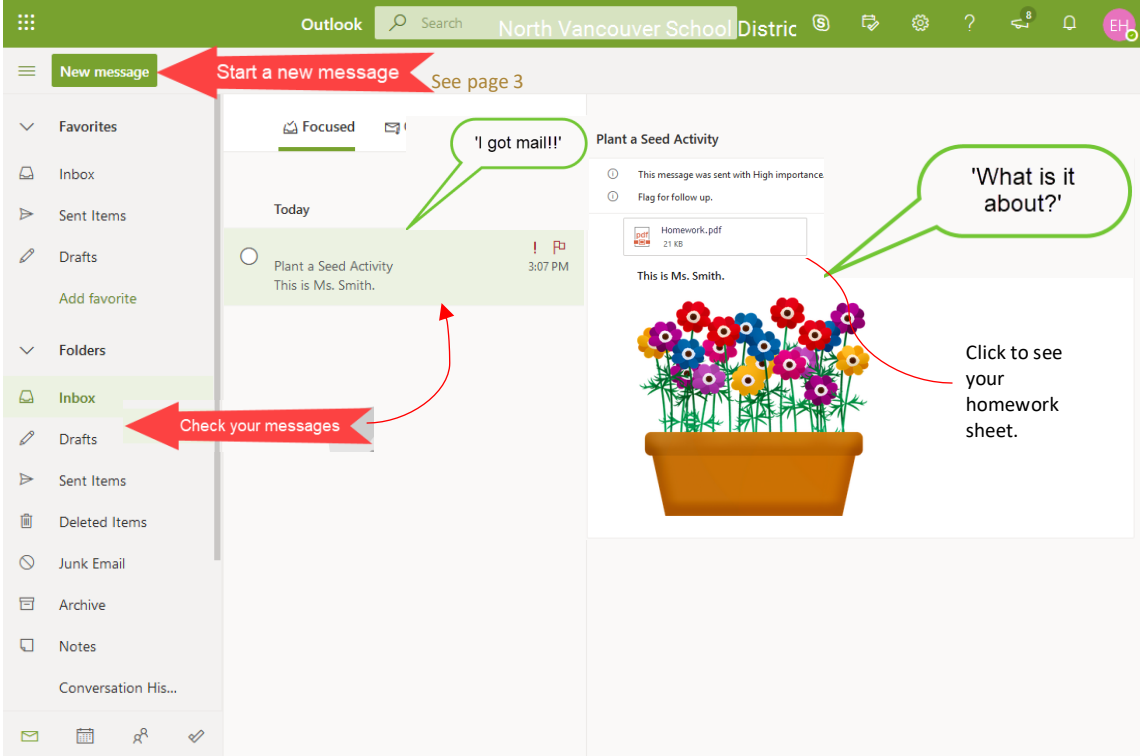 Outlook
Search
North Vancouver School District
8
EH
New message
Start a new message
See page 3
Favorites
Inbox
Sent Items
Drafts
Add favorite
Folders
Inbox
Drafts
Sent Items
Deleted Items
Junk Email
Archive
Notes
Conversation His...
Check your messages
Focused
'I got mail!!'
Today
Plant a Seed Activity
3:07 PM
This is Ms. Smith.
Plant a Seed Activity
This message was sent with High importance.
Flag for follow up.
pdf
Homework.pdf
21 KB
This is Ms. Smith.
'What is it
about?'
Click to see
your
homework
sheet.